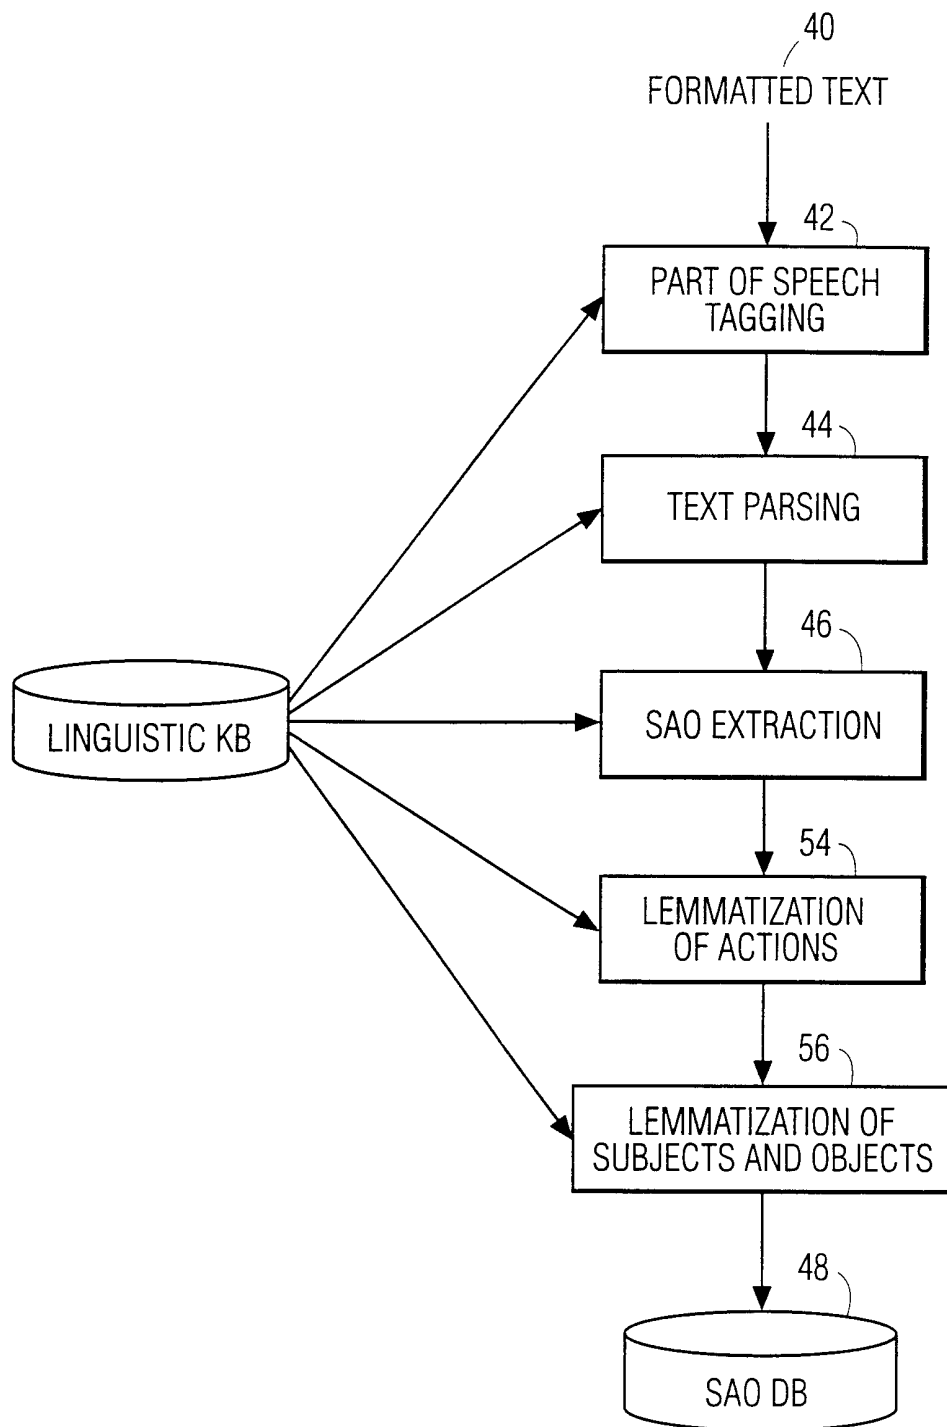 40
FORMATTED TEXT
42
PART OF SPEECH
TAGGING
44
TEXT PARSING
46
LINGUISTIC KB
SAO EXTRACTION
54
LEMMATIZATION
OF ACTIONS
56
LEMMATIZATION OF
SUBJECTS AND OBJECTS
48
SAO DB